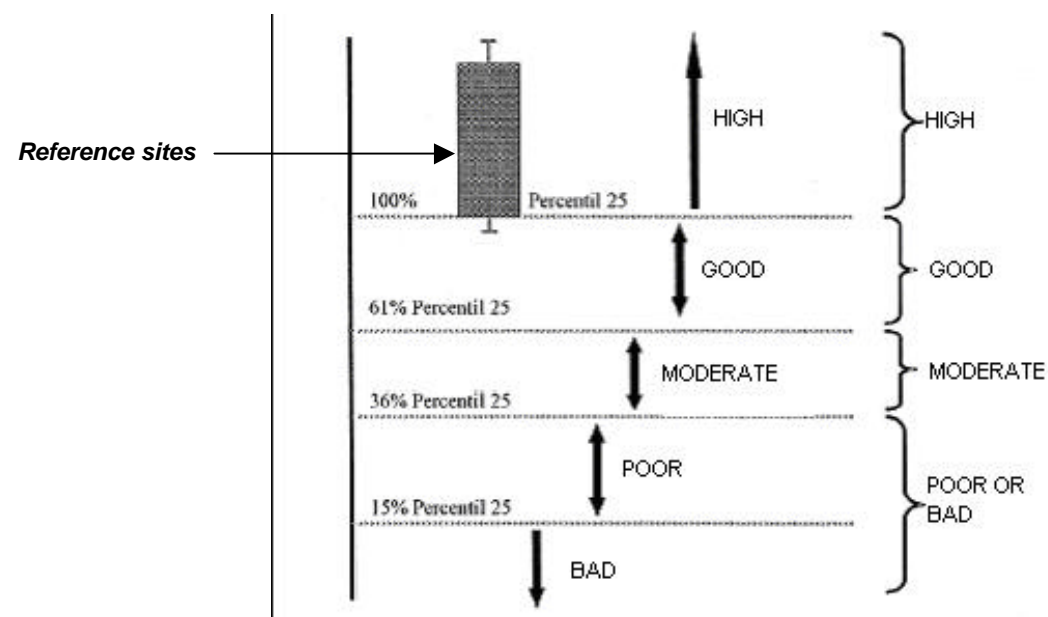 HIGH
HIGH
Reference sites
100% Percentil 25
GOOD
GOOD
61% Percentil 25
MODERATE
MODERATE
36% Percentil 25
POOR
POOR OR
BAD
15% Percentil 25
BAD